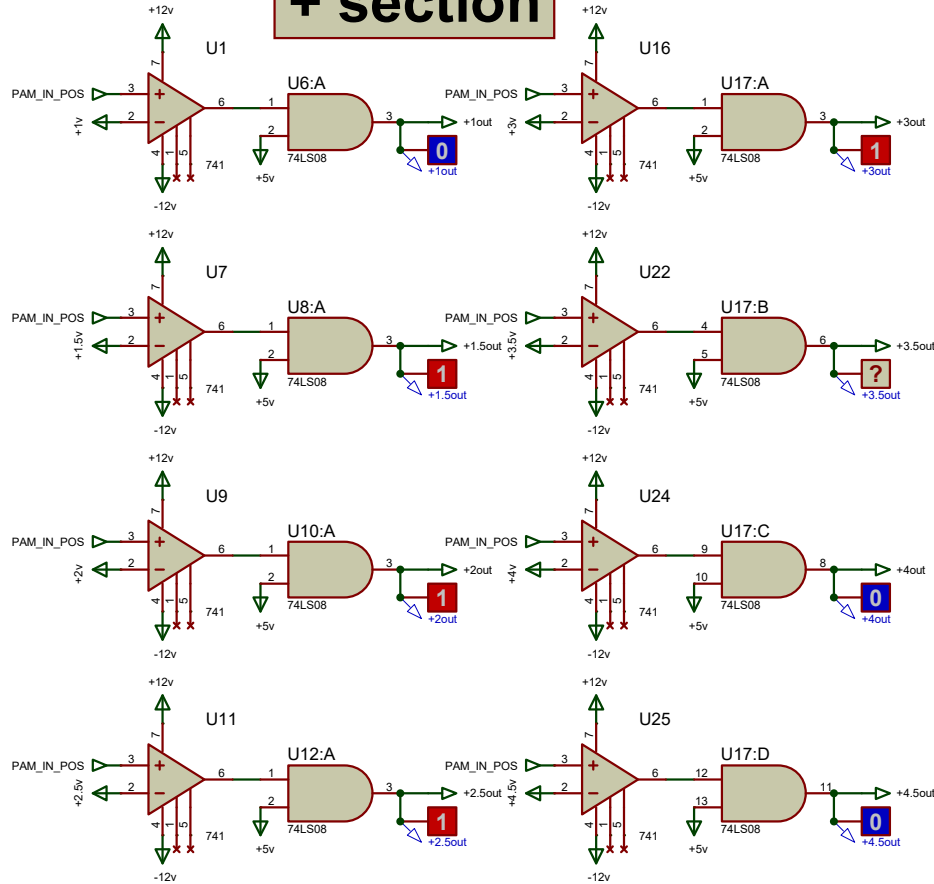 + section
+12v
U1
7
PAM_IN_POS
3
+
6
+1v
2
−
4
1
5
741
-12v
U6:A
1
2
3
74LS08
+5v
+1out
0
+1out
+12v
U16
7
PAM_IN_POS
3
+
6
+3v
2
−
4
1
5
741
-12v
U17:A
1
2
3
74LS08
+5v
+3out
1
+3out
+12v
U7
7
PAM_IN_POS
3
+
6
+1.5v
2
−
4
1
5
741
-12v
U8:A
1
2
3
74LS08
+5v
+1.5out
1
+1.5out
+12v
U22
7
PAM_IN_POS
3
+
6
+3.5v
2
−
4
1
5
741
-12v
U17:B
4
5
6
74LS08
+5v
+3.5out
?
+3.5out
+12v
U9
7
PAM_IN_POS
3
+
6
+2v
2
−
4
1
5
741
-12v
U10:A
1
2
3
74LS08
+5v
+2out
1
+2out
+12v
U24
7
PAM_IN_POS
3
+
6
+4v
2
−
4
1
5
741
-12v
U17:C
9
10
8
74LS08
+5v
+4out
0
+4out
+12v
U11
7
PAM_IN_POS
3
+
6
+2.5v
2
−
4
1
5
741
-12v
U12:A
1
2
3
74LS08
+5v
+2.5out
1
+2.5out
+12v
U25
7
PAM_IN_POS
3
+
6
+4.5v
2
−
4
1
5
741
-12v
U17:D
12
13
11
74LS08
+5v
+4.5out
0
+4.5out